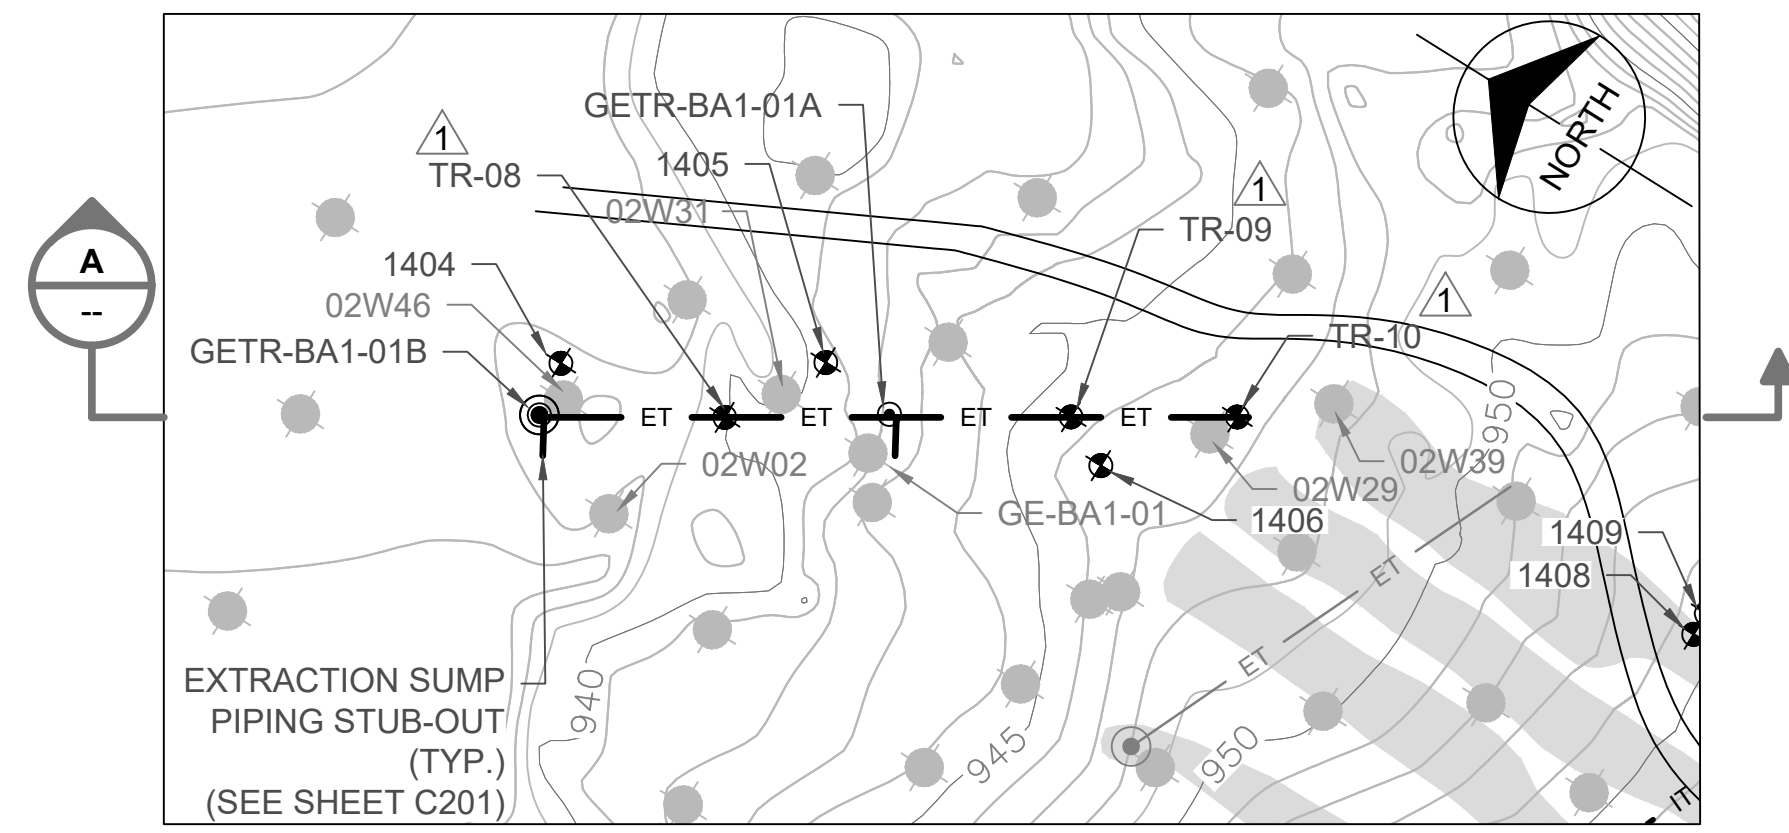 GETR-BA1-01A
1
1405
TR-08
1
02W31
TR-09
NORTH
A
--
1404
02W46
GETR-BA1-01B
1
TR-10
ET
ET
ET
ET
950
02W02
02W39
02W29
GE-BA1-01
1406
1409
1408
ET
ET
EXTRACTION SUMP
PIPING STUB-OUT
(TYP.)
(SEE SHEET C201)
940
945
950
IT